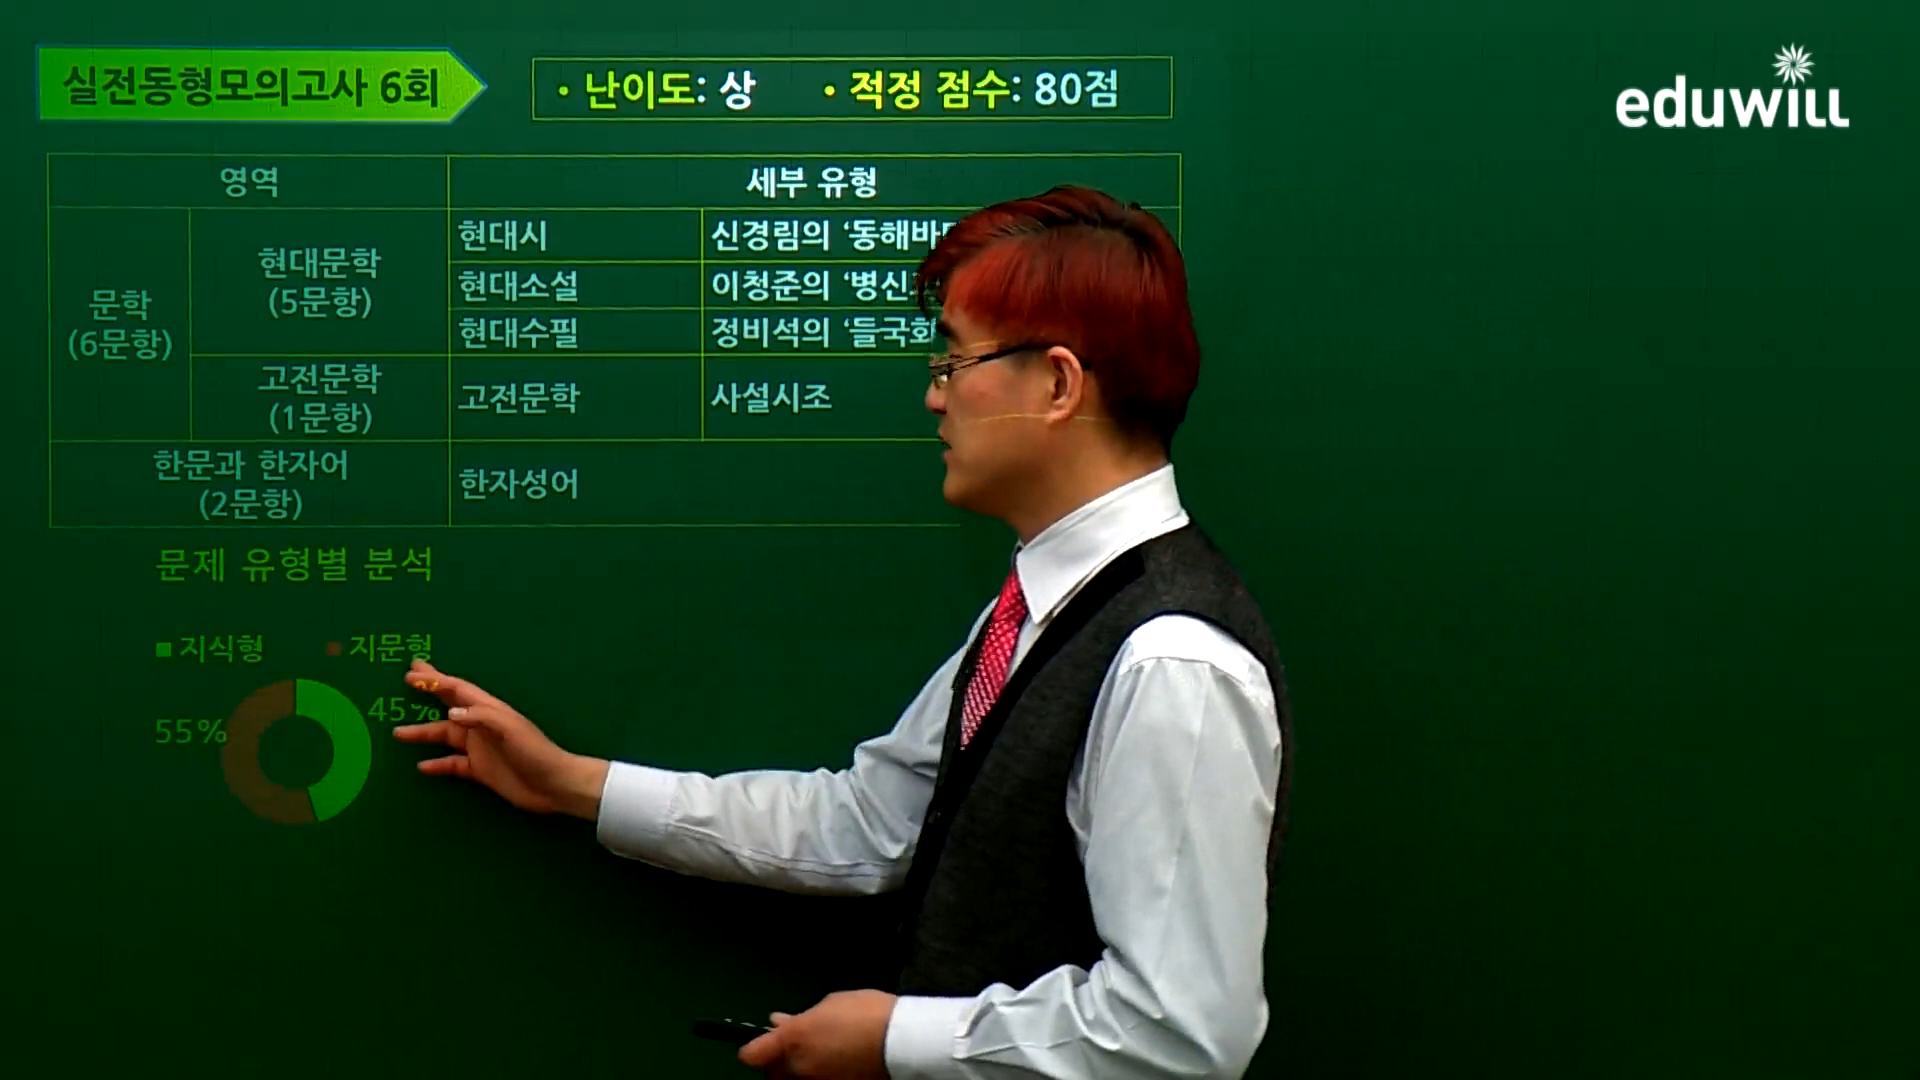 실전동형모의고사 6회
• 난이도: 상 • 적정 점수: 80점
eduwill
영역 세부 유형
문학
(6문항)
현대문학
(5문항)
현대시 신경림의 ‘동해바
현대소설 이청준의 ‘병신
현대수필 정비석의 ‘들국화
고전문학
(1문항)
고전문학 사설시조
한문과 한자어
(2문항)
한자성어
문제 유형별 분석
지식형 지문형
55% 45%